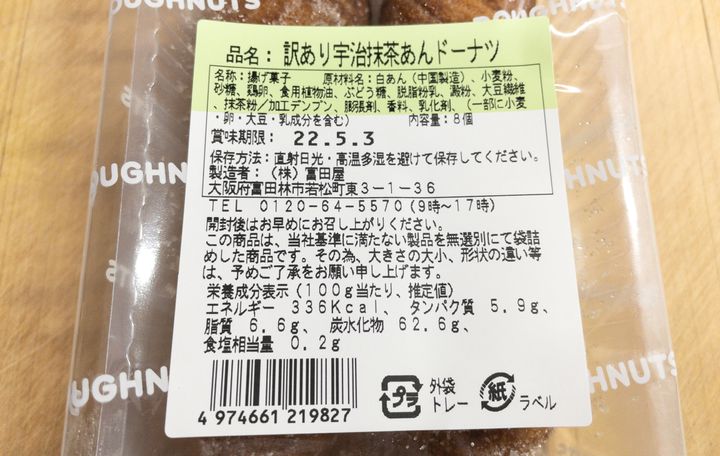 DOUGHNUTS
DOUGHNUTS
品名：訳あり宇治抹茶あんドーナツ
名称：揚げ菓子　原材料名：白あん（中国製造）、小麦粉、
砂糖、鶏卵、食用植物油、ぶどう糖、脱脂粉乳、澱粉、大豆繊維
、抹茶粉／加工デンプン、膨張剤、香料、乳化剤、（一部に小麦
・卵・大豆・乳成分を含む）　内容量：８個
賞味期限： 22.5.3
保存方法：直射日光・高温多湿を避けて保存してください。
製造者：（株）富田屋
大阪府富田林市若松町東３－１－３６
ＴＥＬ ０１２０－６４－５５７０（９時～１７時）
開封後はお早めにお召し上がりください。
この商品は、当社基準に満たない製品を無選別にて袋詰
めした商品です。その為、大きさの大小、形状の違い等
は、予めご了承をお願い申し上げます。
栄養成分表示（１００ｇ当たり、推定値）
エネルギー ３３６Ｋｃａｌ、 タンパク質 ５.９ｇ、
脂質 ６.６ｇ、 炭水化物 ６２.６ｇ、
食塩相当量 ０.２ｇ
4 974661 219827
プラ
外袋
トレー
紙
ラベル
OUGHNUTS
OUGHN
UGHNUTS